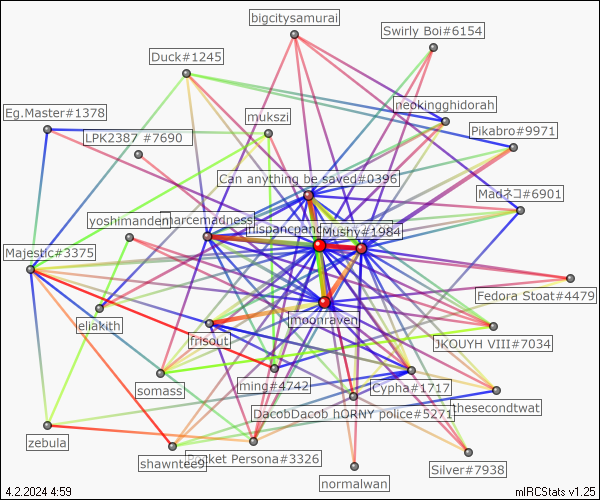 bigcitysamurai
Swirly Boi#6154
Duck#1245
neokingghidorah
Eg.Master#1378
mukszi
Pikabro#9971
LPK2387 #7690
Can anything be saved#0396
Madネコ#6901
yoshimanden
narcemadness
Mushy#1984
Majestic#3375
Fedora Stoat#4479
eliakith
moonraven
frisout
JKOUYH VIII#7034
somass
ming#4742
Cypha#1717
DacobDacob hORNY police#5271
thesecondtwat
zebula
shawntee9
Pocket Persona#3326
Silver#7938
normalwan
4.2.2024 4:59
mIRCStats v1.25